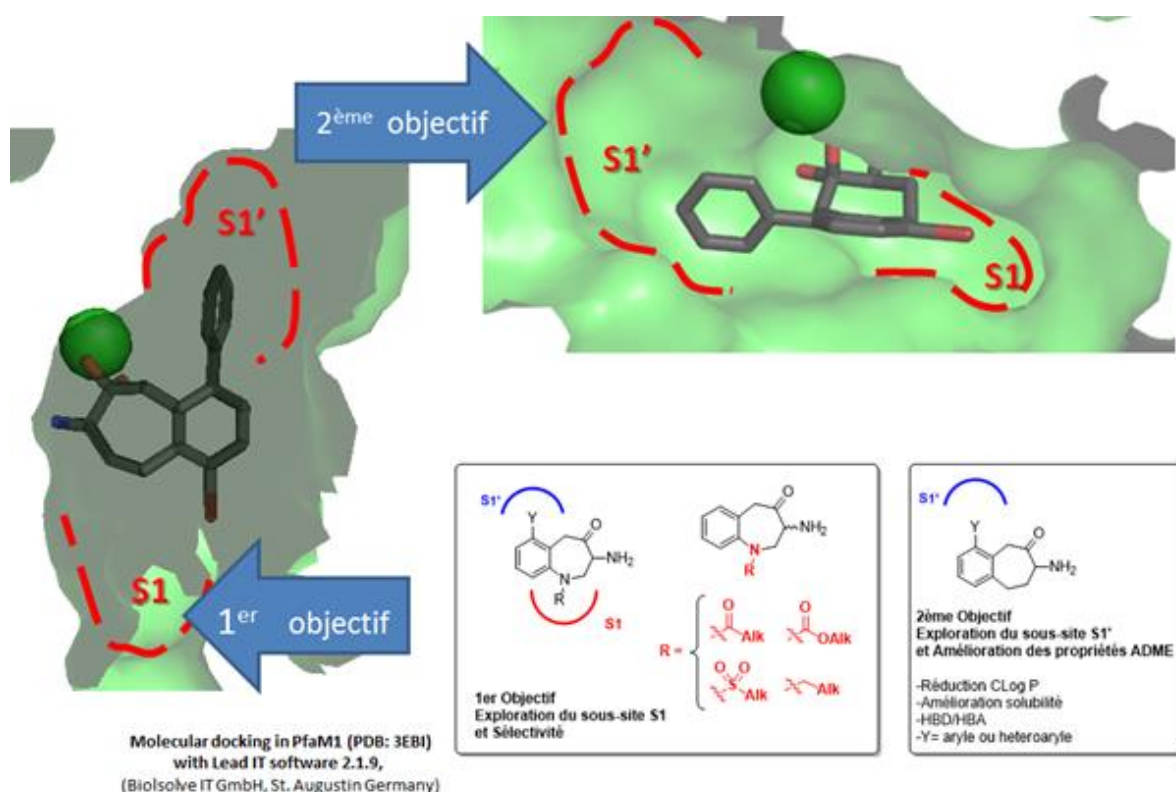 2ème objectif
S1'
S1
S1'
S1
1er objectif
Molecular docking in PfaM1 (PDB: 3EBI)
with Lead IT software 2.1.9,
(Biolsolve IT GmbH, St. Augustin Germany)
S1'
Y
O
NH2
N
R
S1
O
NH2
N
R
R =
O
Alk
O
OAlk
O O
S
Alk
Alk
1er Objectif
Exploration du sous-site S1
et Sélectivité
S1'
Y
O
NH2
2ème Objectif
Exploration du sous-site S1'
et Amélioration des propriétés ADME
-Réduction CLog P
-Amélioration solubilité
-HBD/HBA
-Y= aryle ou heteroaryle